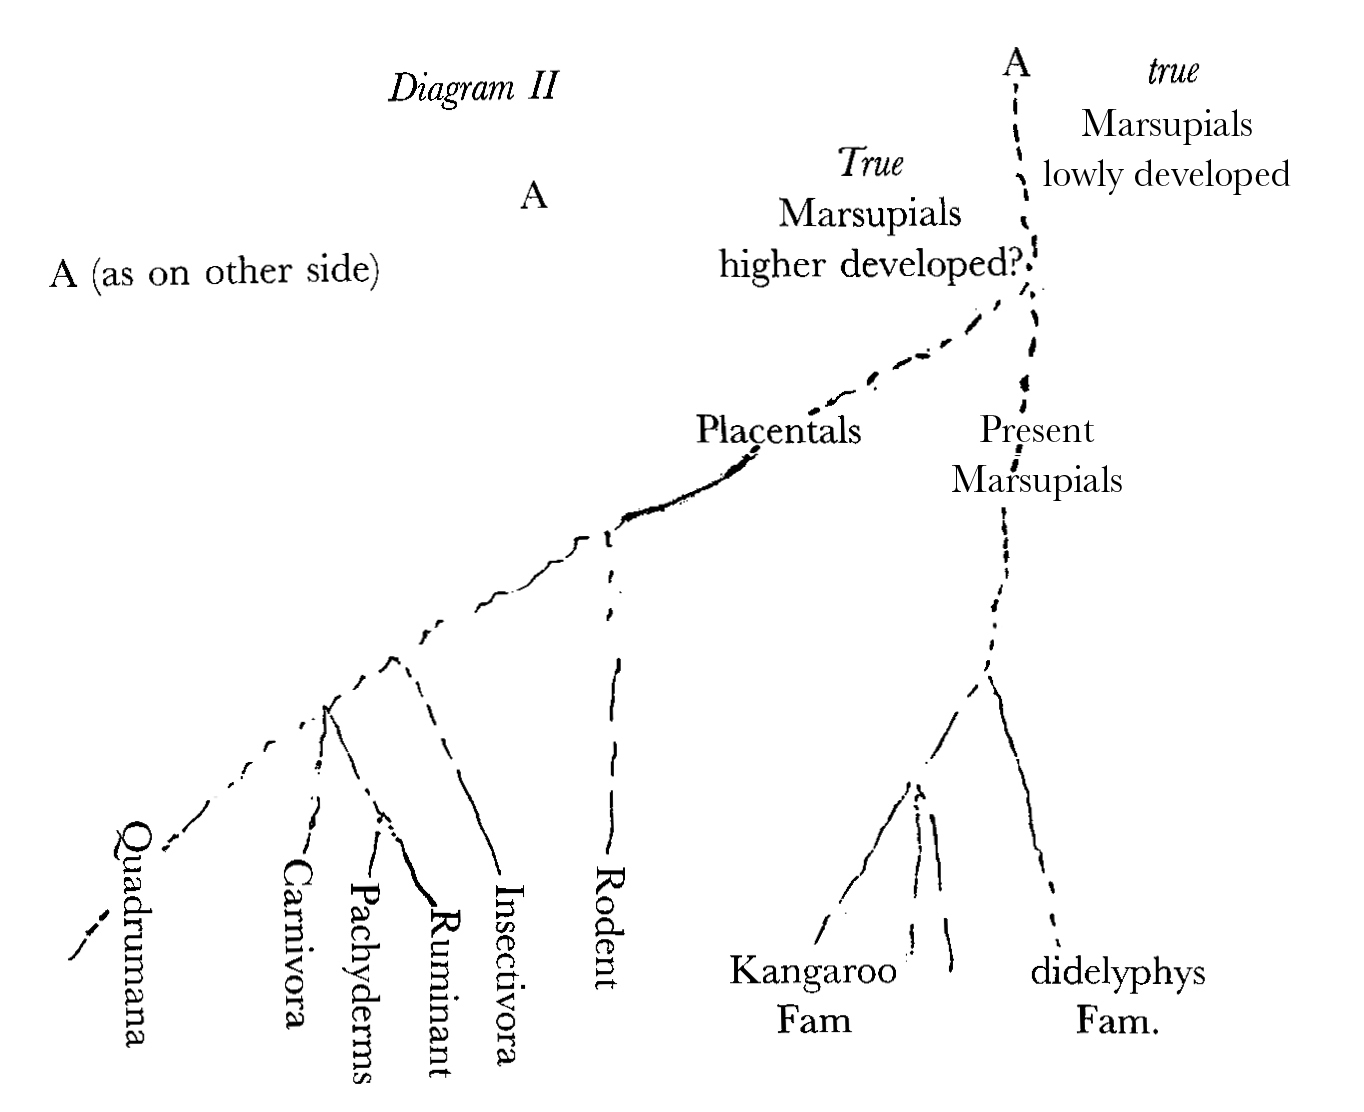 Diagram II
A
true
Marsupials
lowly developed
True
Marsupials
higher developed?
A
A (as on other side)
Placentals
Present
Marsupials
Quadrumana
Carnivora
Pachyderms
Ruminant
Insectivora
Rodent
Kangaroo
Fam
didelyphys
Fam.